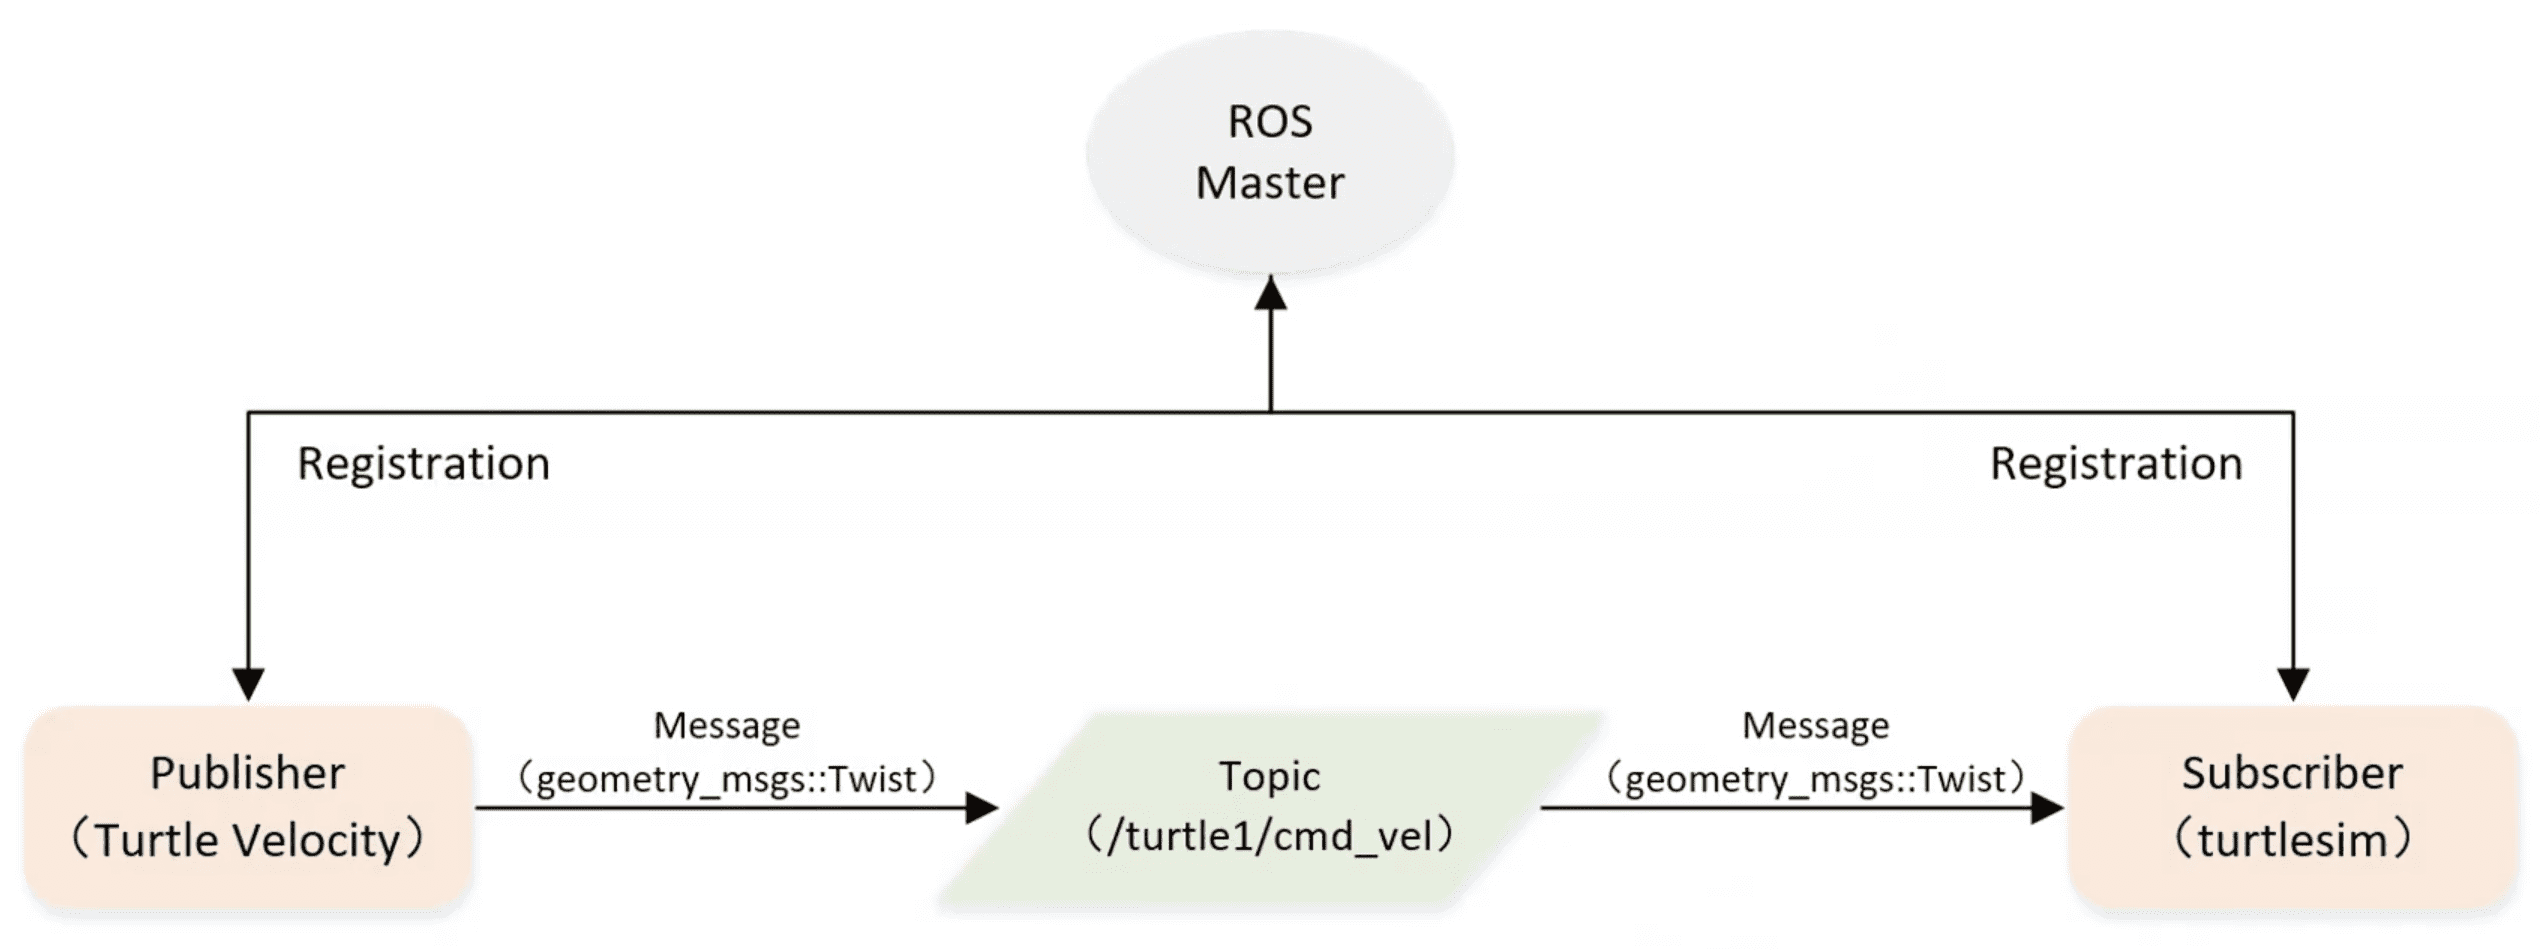 ROS
Master
Registration
Registration
Message
（geometry_msgs::Twist）
Message
（geometry_msgs::Twist）
Publisher
（Turtle Velocity）
Topic
（/turtle1/cmd_vel）
Subscriber
（turtlesim）